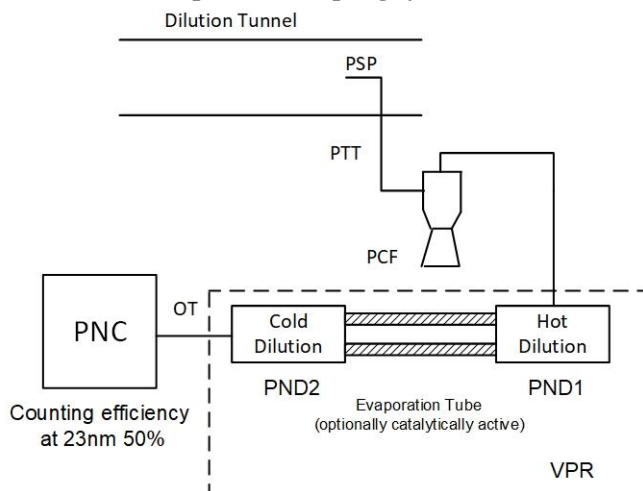 Dilution Tunnel
PSP
PTT
PCF
OT
PNC
Cold
Dilution
Hot
Dilution
PND2
PND1
Counting efficiency
at 23nm 50%
Evaporation Tube
(optionally catalytically active)
VPR